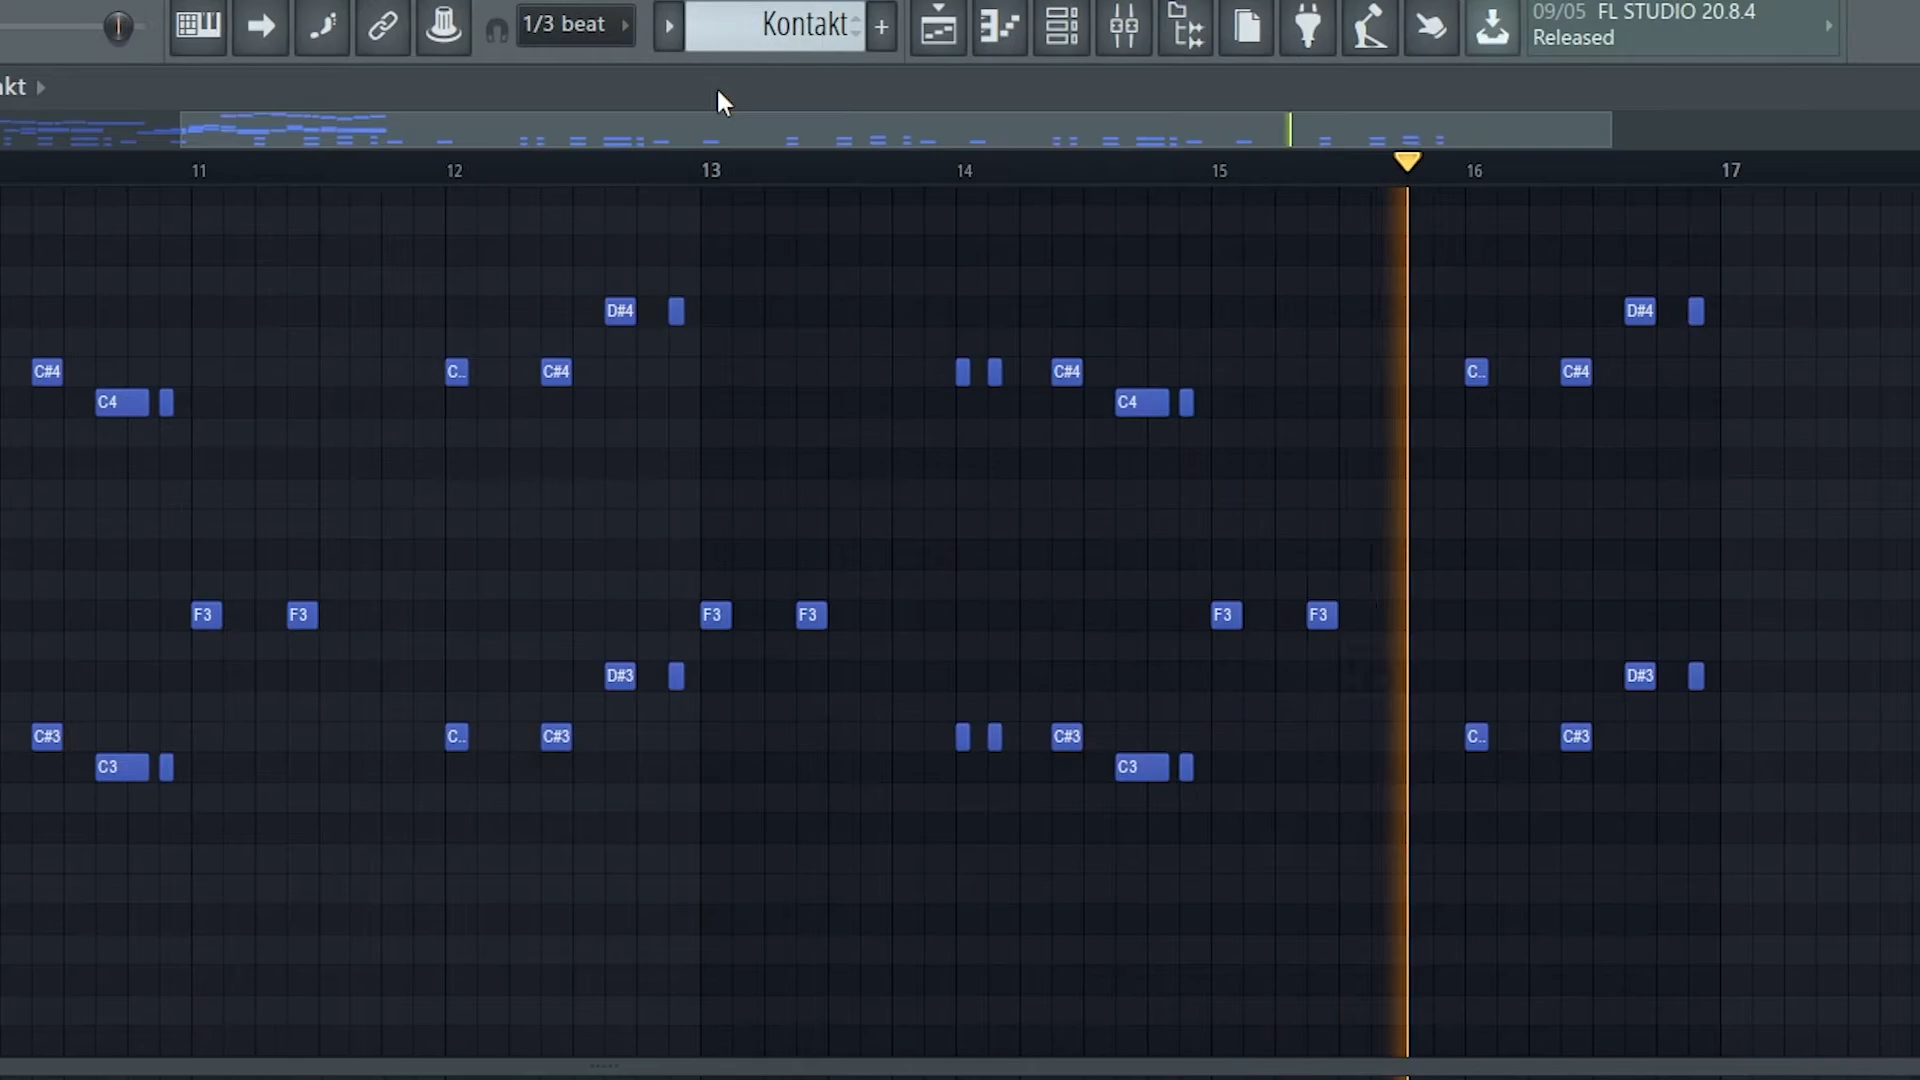 1/3 beat
Kontakt
09/05 FL STUDIO 20.8.4
Released
kt
11 12 13 14 15 16 17
D#4 D#4
C#4 C.. C#4 C#4 C.. C#4
C4 C4
F3 F3 F3 F3 F3 F3
D#3 D#3
C#3 C.. C#3 C#3 C.. C#3
C3 C3